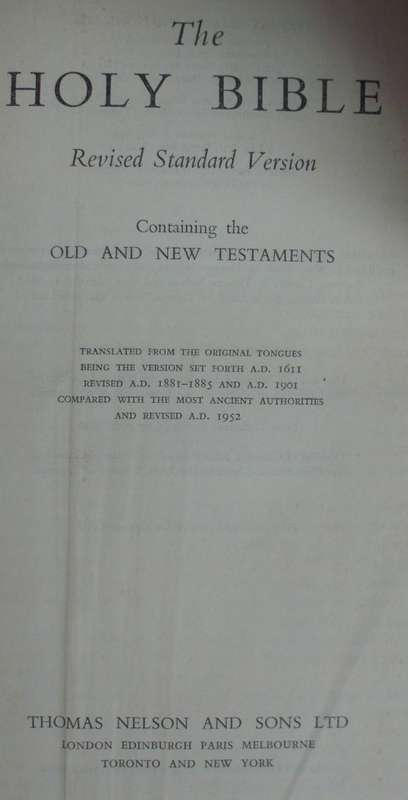 The
HOLY BIBLE
Revised Standard Version
Containing the
OLD AND NEW TESTAMENTS
TRANSLATED FROM THE ORIGINAL TONGUES
BEING THE VERSION SET FORTH A.D. 1611
REVISED A.D. 1881–1885 AND A.D. 1901
COMPARED WITH THE MOST ANCIENT AUTHORITIES
AND REVISED A.D. 1952
THOMAS NELSON AND SONS LTD
LONDON EDINBURGH PARIS MELBOURNE
TORONTO AND NEW YORK